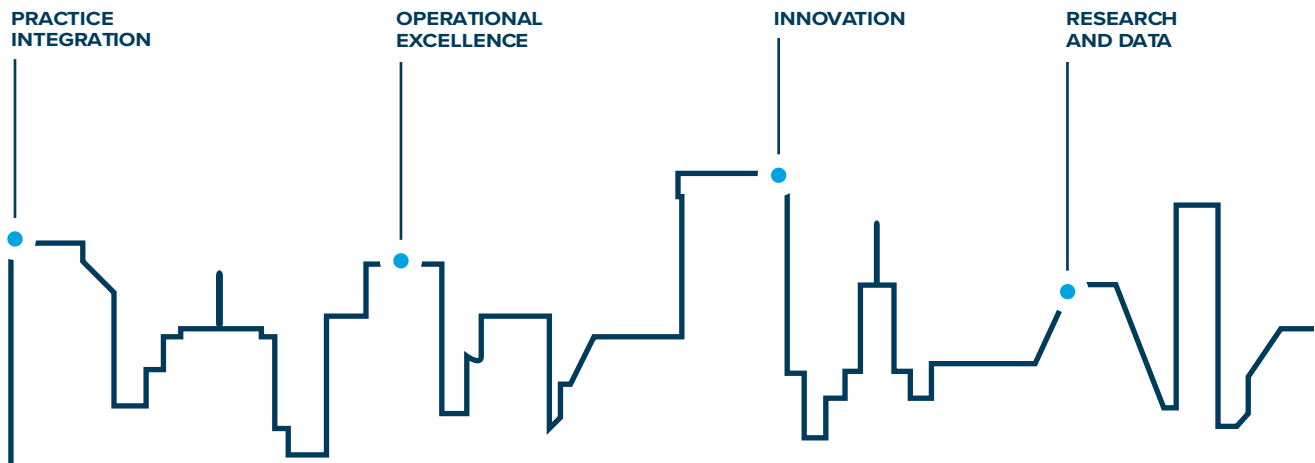 PRACTICE
INTEGRATION
OPERATIONAL
EXCELLENCE
INNOVATION
RESEARCH
AND DATA